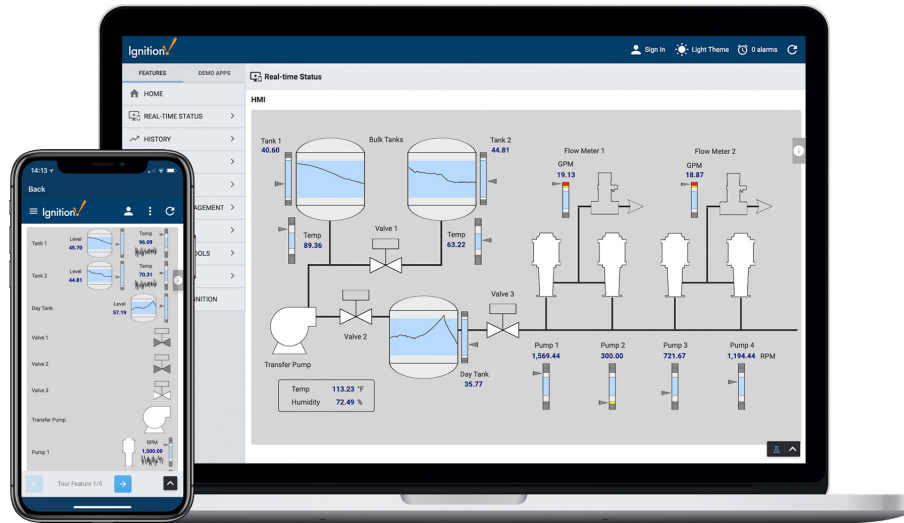 Ignition!
Sign In
Light Theme
0 alarms
FEATURES
DEMO APPS
Real-time Status
HOME
REAL-TIME STATUS
HISTORY
AGEMENT
OOLS
GNITION
HMI
Tank 1
40.60
Bulk Tanks
Tank 2
44.81
Flow Meter 1
GPM
19.13
Flow Meter 2
GPM
18.87
Temp
89.36
Valve 1
Temp
63.22
Valve 2
Valve 3
Transfer Pump
Day Tank
35.77
Temp 113.23 °F
Humidity 72.49 %
Pump 1
1,569.44
Pump 2
300.00
Pump 3
721.67
Pump 4
1,194.44 RPM
14:13
Back
Ignition!
Tank 1
Level
45.70
Temp
96.09
Tank 2
Level
44.81
Temp
70.31
Day Tank
Level
57.19
Valve 1
Valve 2
Valve 3
Transfer Pump
Pump 1
RPM
1,500.00
Tour Feature 1/5